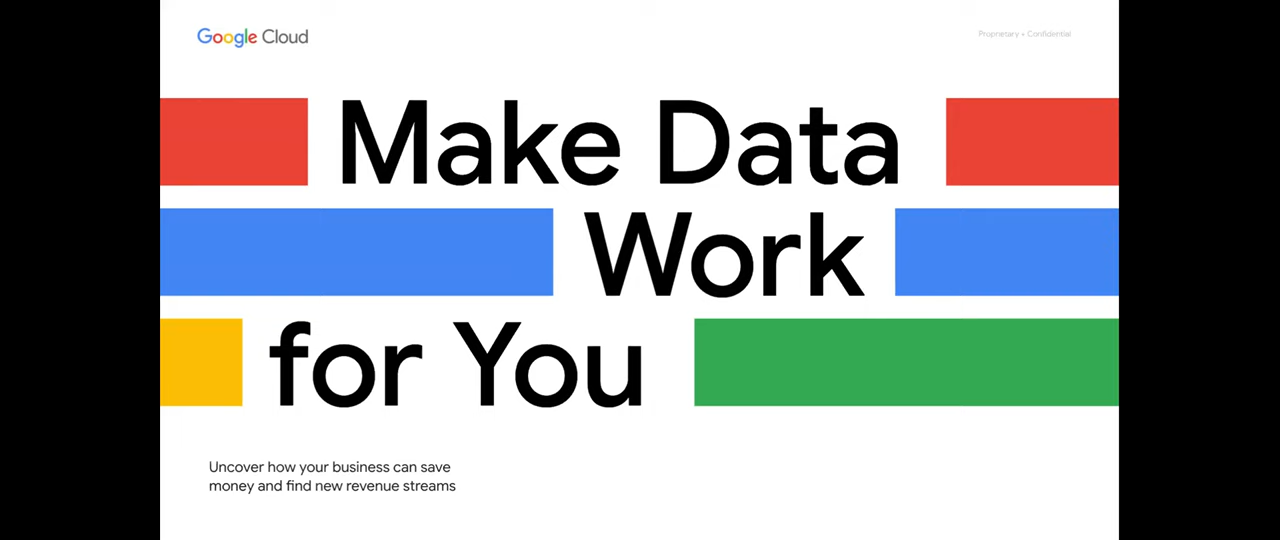 Google Cloud
Proprietary + Confidential
Make Data
Work
for You
Uncover how your business can save
money and find new revenue streams